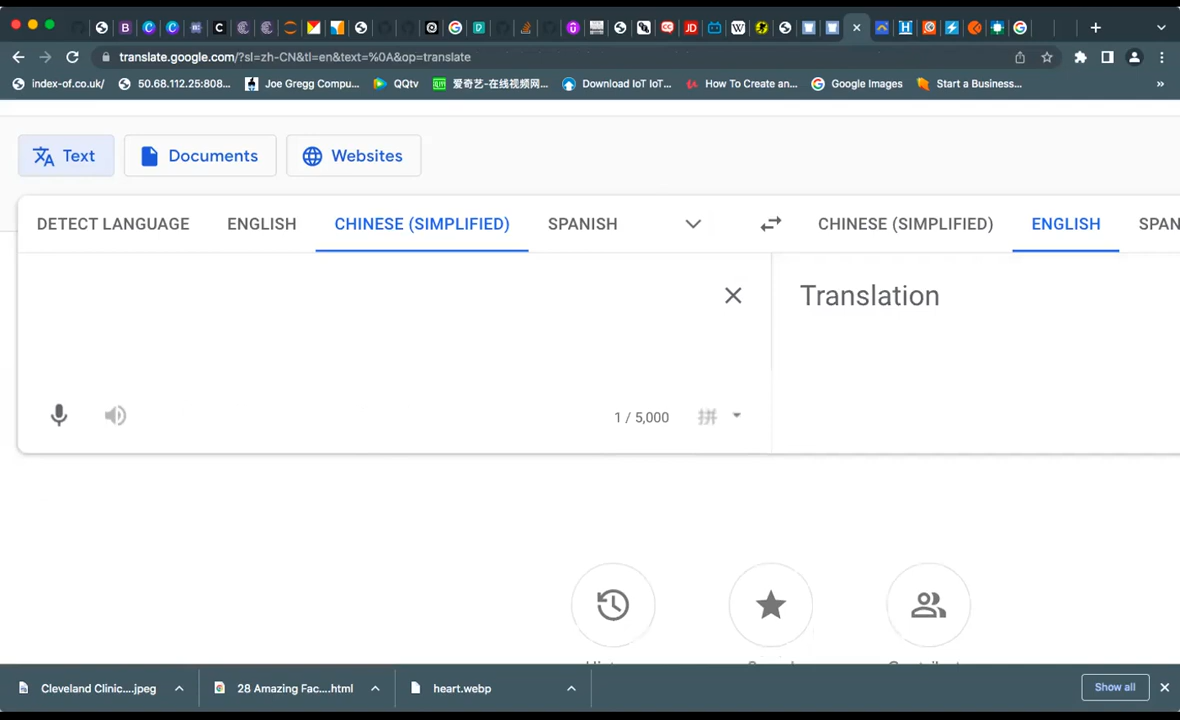 translate.google.com/?sl=zh-CN&tl=en&text=%0A&op=translate
index-of.co.uk/ 50.68.112.25:808... Joe Gregg Compu... QQtv 爱奇艺-在线视频网... Download IoT IoT... How To Create an... Google Images Start a Business... »
Text Documents Websites
DETECT LANGUAGE ENGLISH CHINESE (SIMPLIFIED) SPANISH CHINESE (SIMPLIFIED) ENGLISH SPAN
Translation
1 / 5,000 拼
Cleveland Clinic....jpeg 28 Amazing Fac....html heart.webp Show all